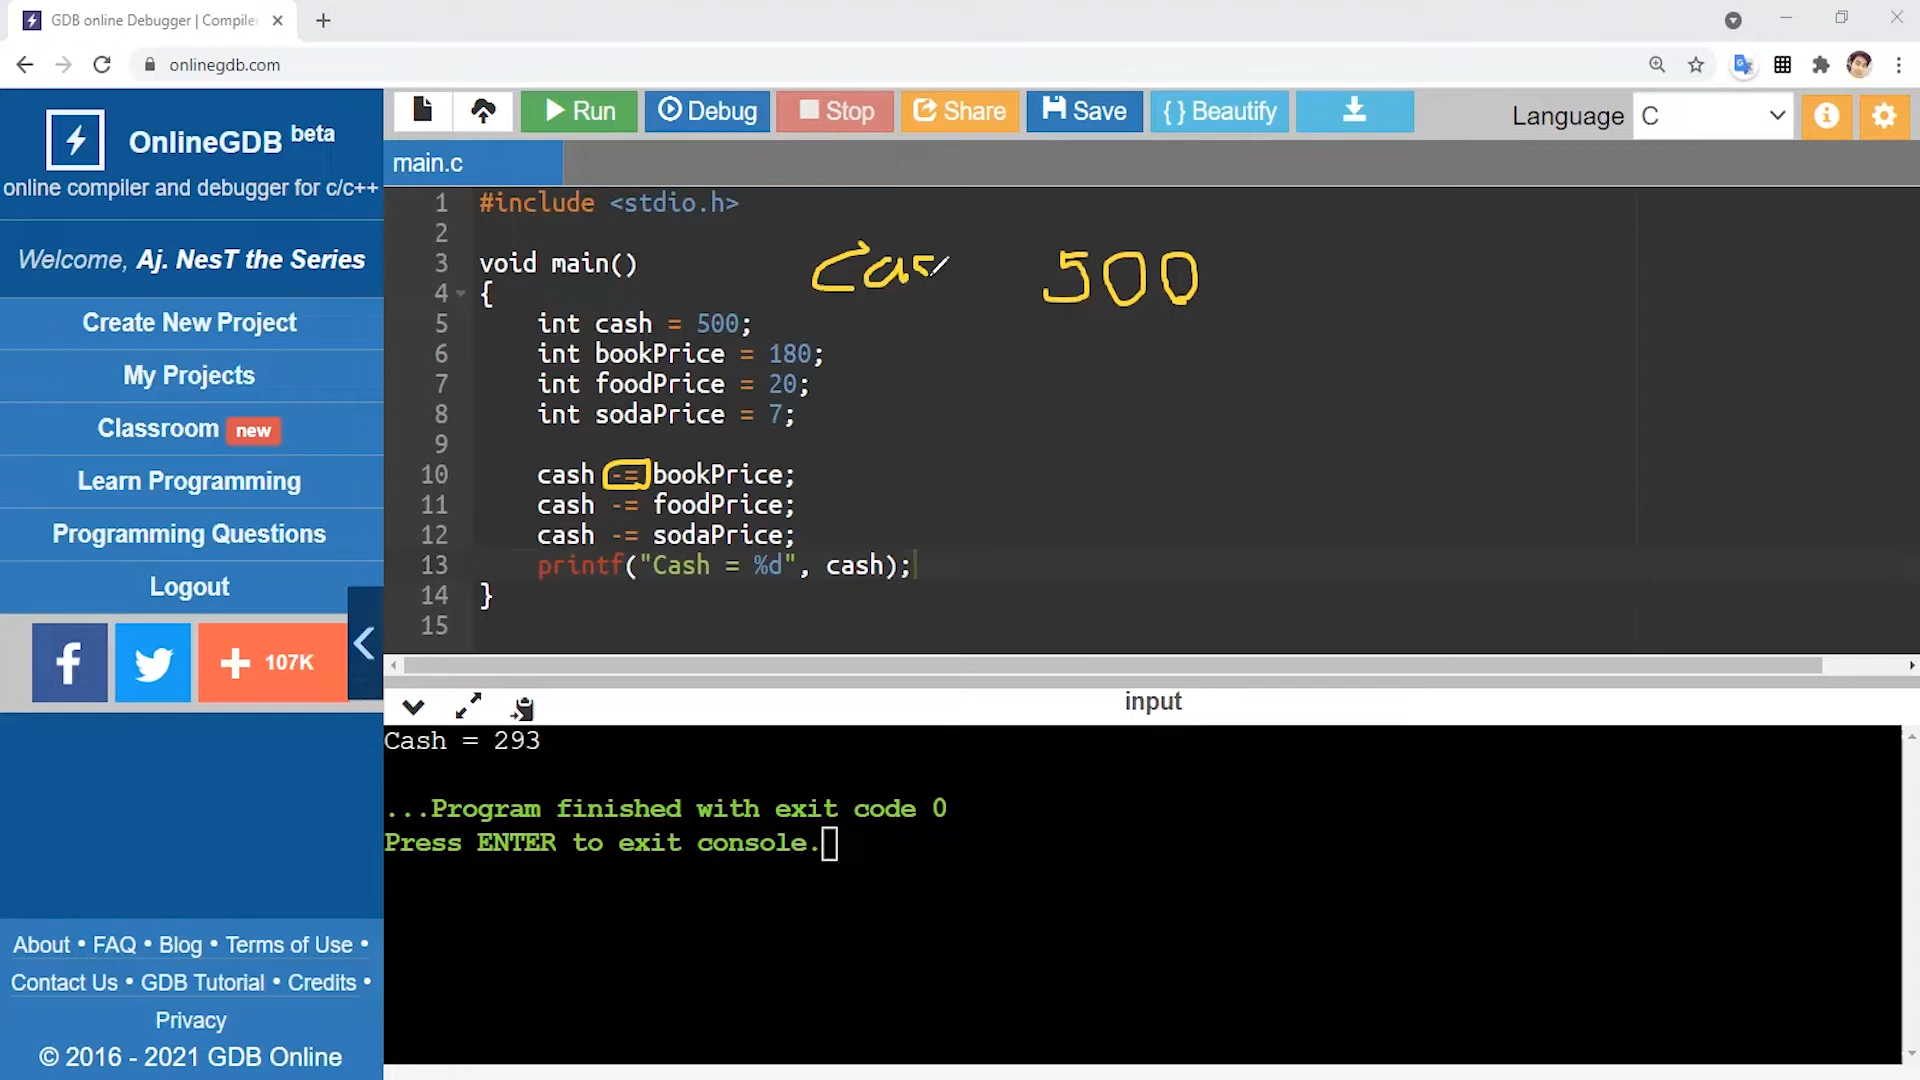 GDB online Debugger | Compiler
onlinegdb.com
OnlineGDB beta
online compiler and debugger for c/c++
Welcome, Aj. NesT the Series
Create New Project
My Projects
Classroom new
Learn Programming
Programming Questions
Logout
107K
About • FAQ • Blog • Terms of Use •
Contact Us • GDB Tutorial • Credits •
Privacy
© 2016 - 2021 GDB Online
Run Debug Stop Share Save { } Beautify Language C
main.c
1 #include <stdio.h>
2
3 void main()
4 {
5 int cash = 500;
6 int bookPrice = 180;
7 int foodPrice = 20;
8 int sodaPrice = 7;
9
10 cash -= bookPrice;
11 cash -= foodPrice;
12 cash -= sodaPrice;
13 printf("Cash = %d", cash);
14 }
15
Cas 500
input
Cash = 293
...Program finished with exit code 0
Press ENTER to exit console.